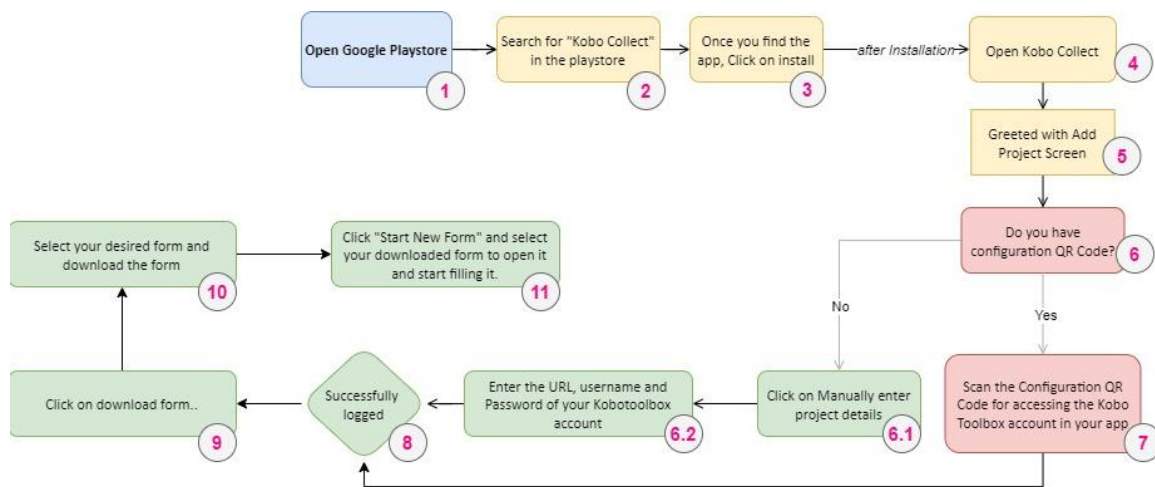 Open Google Playstore
1
Search for "Kobo Collect"
in the playstore
2
Once you find the
app, Click on install
3
after Installation
Open Kobo Collect
4
Greeted with Add
Project Screen
5
Do you have
configuration QR Code?
6
No
Yes
Click on Manually enter
project details
6.1
Enter the URL, username and
Password of your Kobotoolbox
account
6.2
Scan the Configuration QR
Code for accessing the Kobo
Toolbox account in your app
7
Successfully
logged
8
Click on download form..
9
Select your desired form and
download the form
10
Click "Start New Form" and select
your downloaded form to open it
and start filling it.
11